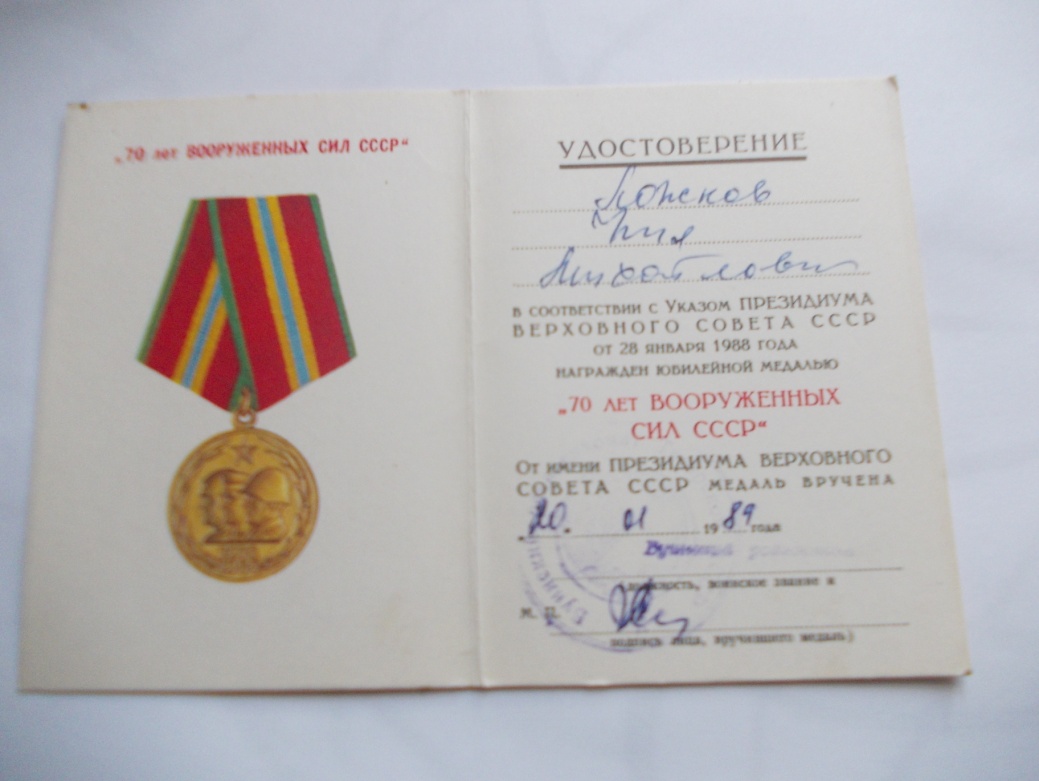 „70 лет ВООРУЖЕННЫХ СИЛ СССР“
УДОСТОВЕРЕНИЕ
В СООТВЕТСТВИИ С УКАЗОМ ПРЕЗИДИУМА
ВЕРХОВНОГО СОВЕТА СССР
ОТ 28 ЯНВАРЯ 1988 ГОДА
НАГРАЖДЕН ЮБИЛЕЙНОЙ МЕДАЛЬЮ
„70 ЛЕТ ВООРУЖЕННЫХ
СИЛ СССР“
ОТ ИМЕНИ ПРЕЗИДИУМА ВЕРХОВНОГО
СОВЕТА СССР МЕДАЛЬ ВРУЧЕНА
„20“ 01 1989 года
(должность, воинское звание и
М. П.
подпись лица, вручившего медаль)